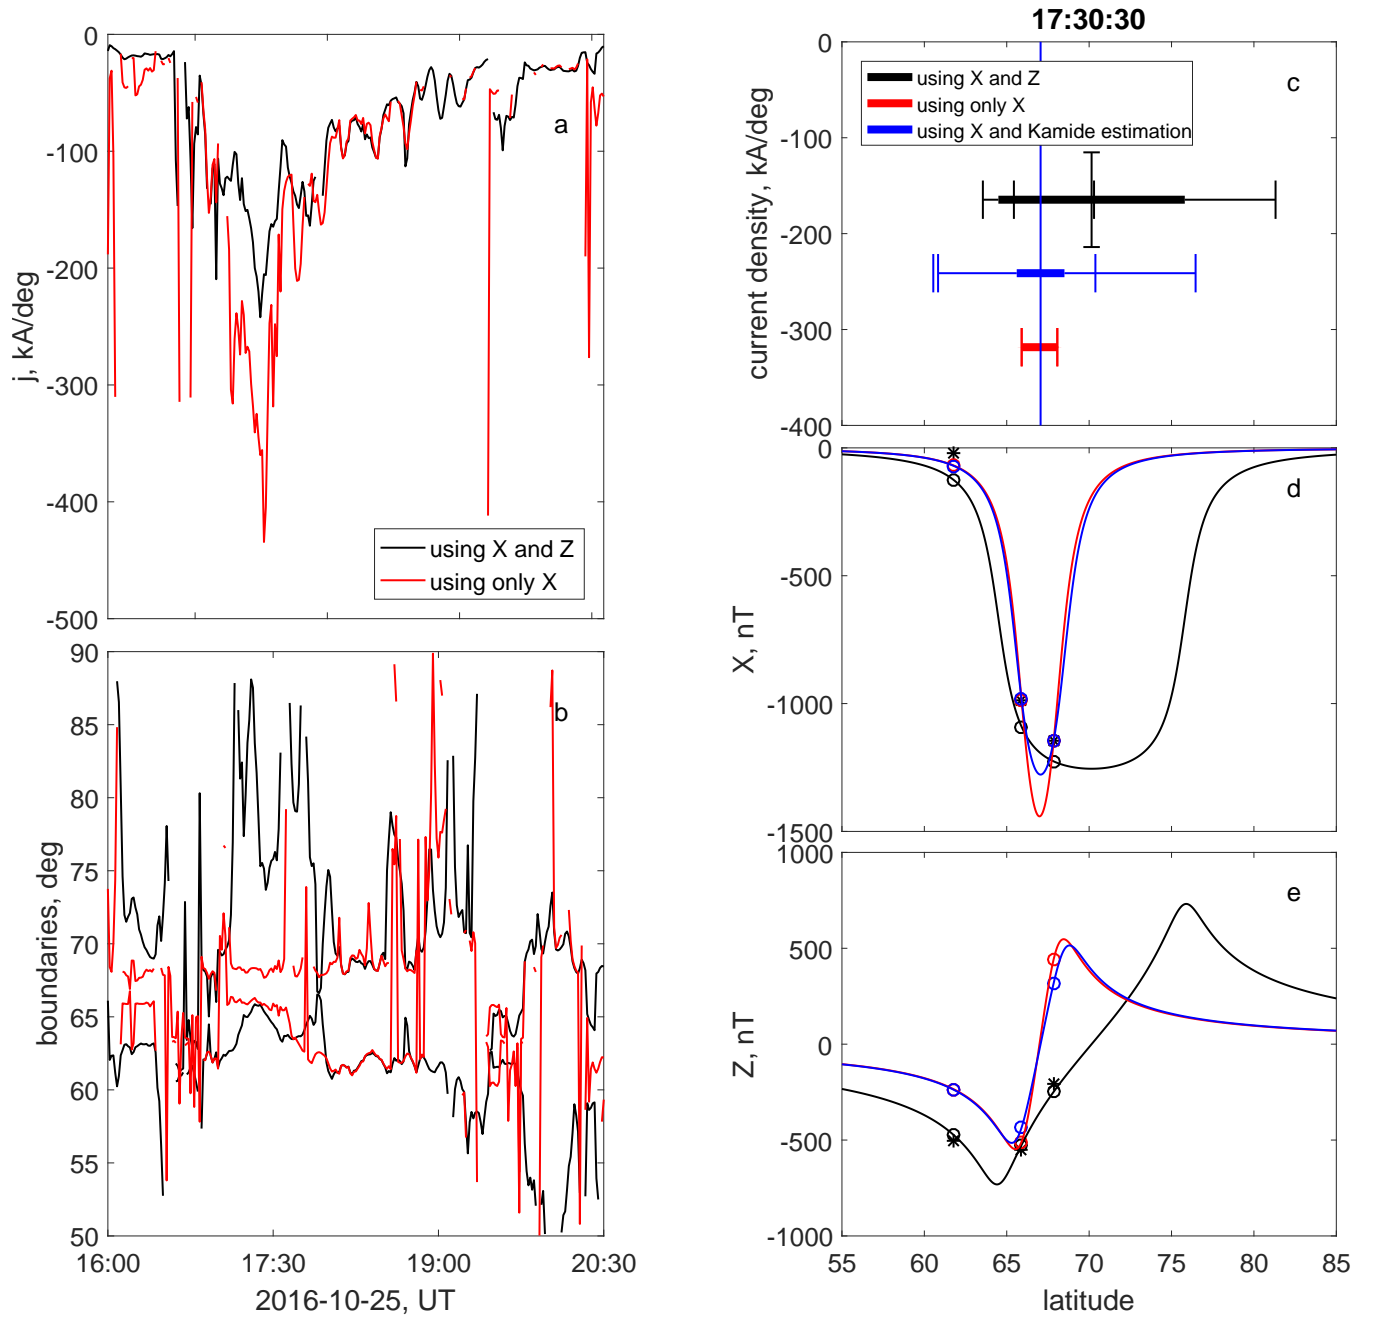 0
-100
-200
-300
-400
-500
j, kA/deg
a
using X and Z
using only X
90
85
80
75
70
65
60
55
50
boundaries, deg
b
16:00 17:30 19:00 20:30
2016-10-25, UT
17:30:30
0
-100
-200
-300
-400
current density, kA/deg
c
using X and Z
using only X
using X and Kamide estimation
0
-500
-1000
-1500
X, nT
d
1000
500
0
-500
-1000
Z, nT
e
55 60 65 70 75 80 85
latitude